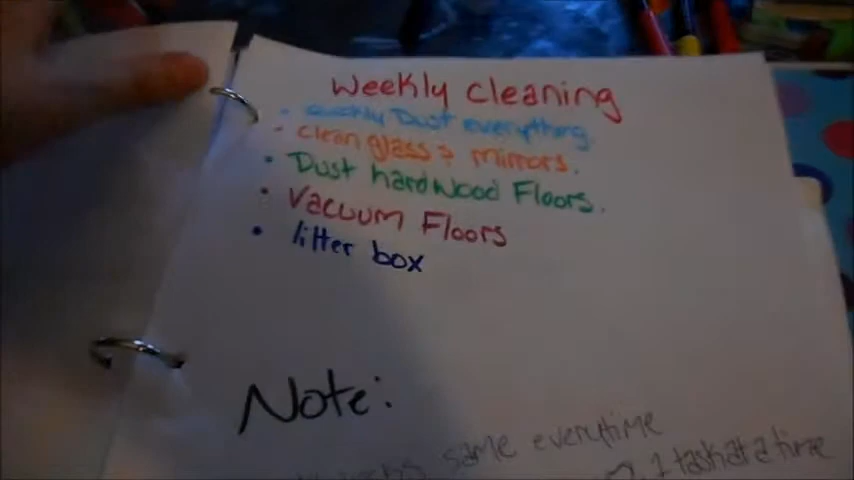 Weekly cleaning
• Quickly Dust everything.
• clean glass & mirrors.
• Dust hardwood Floors.
• Vacuum Floors
• litter box
Note:
same everytime
1 task at a time